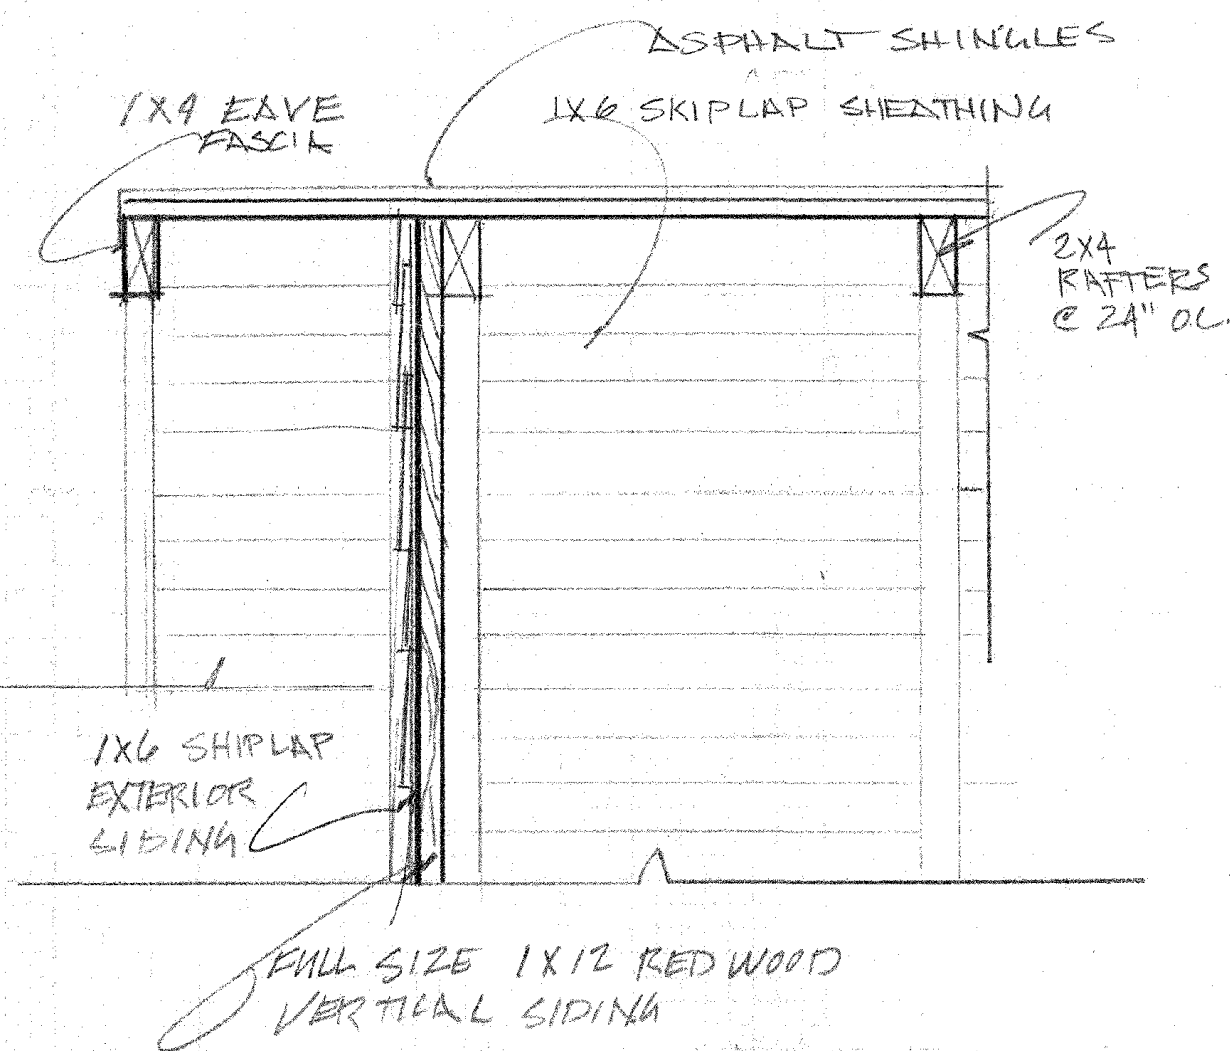 ASPHALT SHINGLES
1X6 SKIPLAP SHEATHING
1X4 EAVE
FASCIA
2X4
RAFTERS
@ 24" O.C.
1X6 SHIPLAP
EXTERIOR
SIDING
FULL SIZE 1X12 REDWOOD
VERTICAL SIDING